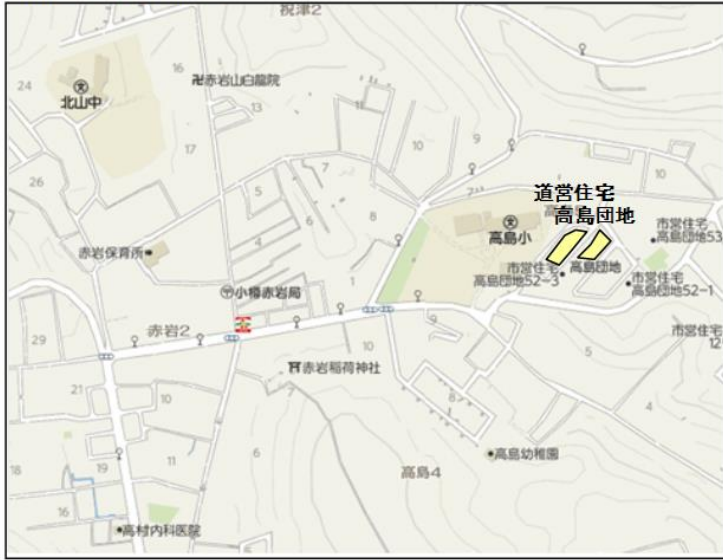 祝津2
16
24
卍赤岩山白龍院
北山中
13
11
17
10
9
10
26
道営住宅
高島団地
5
7
8
高島小
市営住宅
高島団地53
赤岩保育所
4
市営住宅
高島団地52-3
高島団地
市営住宅
高島団地52-1
小樽赤岩局
1
赤岩2
9
29
10
市営住宅
12
5
赤岩稲荷神社
21
7
8
10
4
11
6
高島幼稚園
18
19
高島4
16
高村内科医院